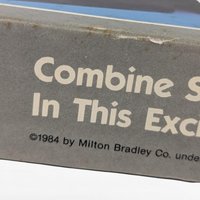 Combine S
In This Exc
©1984 by Milton Bradley Co. unde